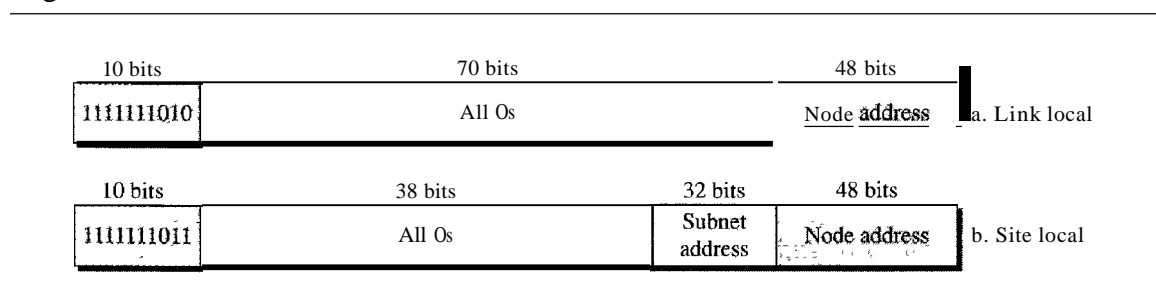 10 bits 70 bits 48 bits
1111111010 All 0s Node address a. Link local
10 bits 38 bits 32 bits 48 bits
1111111011 All 0s Subnet address Node address b. Site local